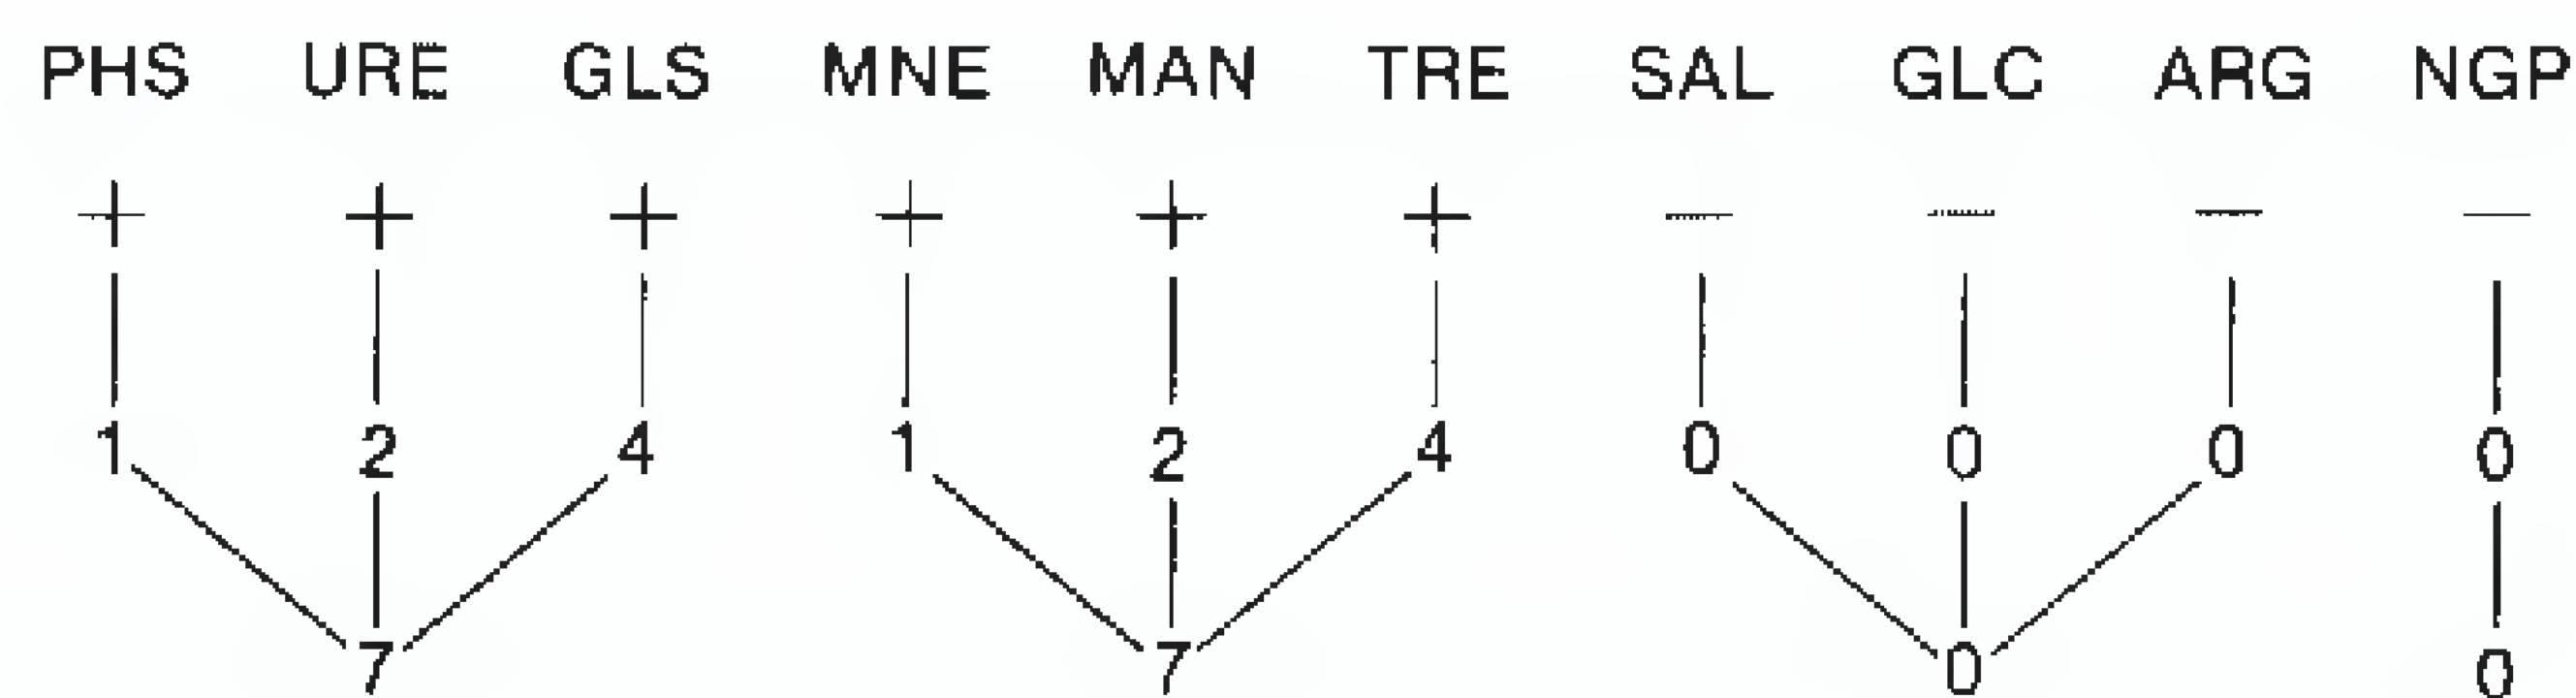 PHS URE GLS MNE MAN TRE SAL GLC ARG NGP
+ + + + + + − − − −
1 2 4 1 2 4 0 0 0 0
7 7 0 0